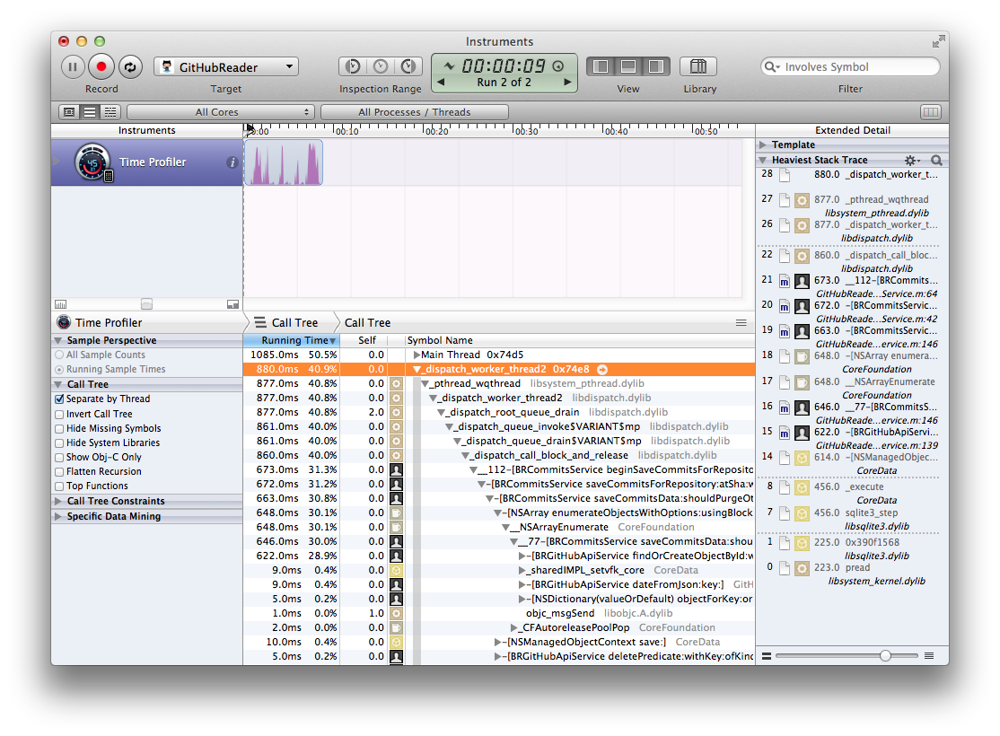 Instruments
GitHubReader
00:00:09
Run 2 of 2
Involves Symbol
Record
Target
Inspection Range
View
Library
Filter
All Cores
All Processes / Threads
Instruments
00:00
00:10
00:20
00:30
00:40
00:50
Extended Detail
Time Profiler
Template
Heaviest Stack Trace
28 880.0 _dispatch_worker_t...
27 877.0 _pthread_wqthread
libsystem_pthread.dylib
26 877.0 _dispatch_worker_t...
libdispatch.dylib
22 860.0 _dispatch_call_bloc...
libdispatch.dylib
21 673.0 __112-[BRCommits...
GitHubReade...Service.m:64
20 672.0 -[BRCommitsServic...
GitHubReade...Service.m:42
19 663.0 -[BRCommitsServic...
GitHubReade...ervice.m:146
18 648.0 -[NSArray enumera...
CoreFoundation
17 648.0 __NSArrayEnumerate
CoreFoundation
16 646.0 __77-[BRCommitsS...
GitHubReade...ervice.m:146
15 622.0 -[BRGitHubApiServi...
GitHubReade...ervice.m:139
14 614.0 -[NSManagedObjec...
CoreData
8 456.0 _execute
CoreData
7 456.0 sqlite3_step
libsqlite3.dylib
1 225.0 0x390f1568
libsqlite3.dylib
0 223.0 pread
libsystem_kernel.dylib
Time Profiler
Call Tree
Call Tree
Sample Perspective
All Sample Counts
Running Sample Times
Call Tree
Separate by Thread
Invert Call Tree
Hide Missing Symbols
Hide System Libraries
Show Obj-C Only
Flatten Recursion
Top Functions
Call Tree Constraints
Specific Data Mining
Running Time Self Symbol Name
1085.0ms 50.5% 0.0 Main Thread 0x74d5
880.0ms 40.9% 0.0 _dispatch_worker_thread2 0x74e8
877.0ms 40.8% 0.0 _pthread_wqthread libsystem_pthread.dylib
877.0ms 40.8% 0.0 _dispatch_worker_thread2 libdispatch.dylib
877.0ms 40.8% 2.0 _dispatch_root_queue_drain libdispatch.dylib
861.0ms 40.0% 0.0 _dispatch_queue_invoke$VARIANT$mp libdispatch.dylib
861.0ms 40.0% 0.0 _dispatch_queue_drain$VARIANT$mp libdispatch.dylib
860.0ms 40.0% 0.0 _dispatch_call_block_and_release libdispatch.dylib
673.0ms 31.3% 0.0 __112-[BRCommitsService beginSaveCommitsForReposito
672.0ms 31.2% 0.0 -[BRCommitsService saveCommitsForRepository:atSha:w
663.0ms 30.8% 0.0 -[BRCommitsService saveCommitsData:shouldPurgeOt
648.0ms 30.1% 0.0 -[NSArray enumerateObjectsWithOptions:usingBlock
648.0ms 30.1% 0.0 __NSArrayEnumerate CoreFoundation
646.0ms 30.0% 0.0 __77-[BRCommitsService saveCommitsData:shou
622.0ms 28.9% 0.0 -[BRGitHubApiService findOrCreateObjectById:w
9.0ms 0.4% 0.0 _sharedIMPL_setvfk_core CoreData
9.0ms 0.4% 0.0 -[BRGitHubApiService dateFromJson:key:] GitH
5.0ms 0.2% 0.0 -[NSDictionary(valueOrDefault) objectForKey:or
1.0ms 0.0% 1.0 objc_msgSend libobjc.A.dylib
2.0ms 0.0% 0.0 _CFAutoreleasePoolPop CoreFoundation
10.0ms 0.4% 0.0 -[NSManagedObjectContext save:] CoreData
5.0ms 0.2% 0.0 -[BRGitHubApiService deletePredicate:withKey:ofKind